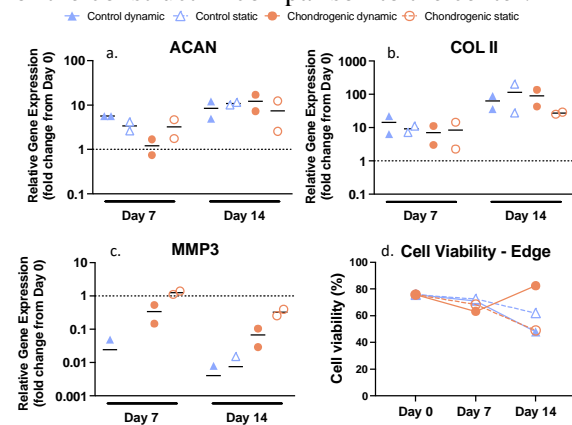 Control dynamic Control static Chondrogenic dynamic Chondrogenic static
a. ACAN
Relative Gene Expression
(fold change from Day 0)
100
10
1
0.1
Day 7 Day 14
b. COL II
Relative Gene Expression
(fold change from Day 0)
1000
100
10
1
0.1
Day 7 Day 14
c. MMP3
Relative Gene Expression
(fold change from Day 0)
10
1
0.1
0.01
0.001
Day 7 Day 14
d. Cell Viability - Edge
Cell viability (%)
100
80
60
40
20
0
Day 0 Day 7 Day 14